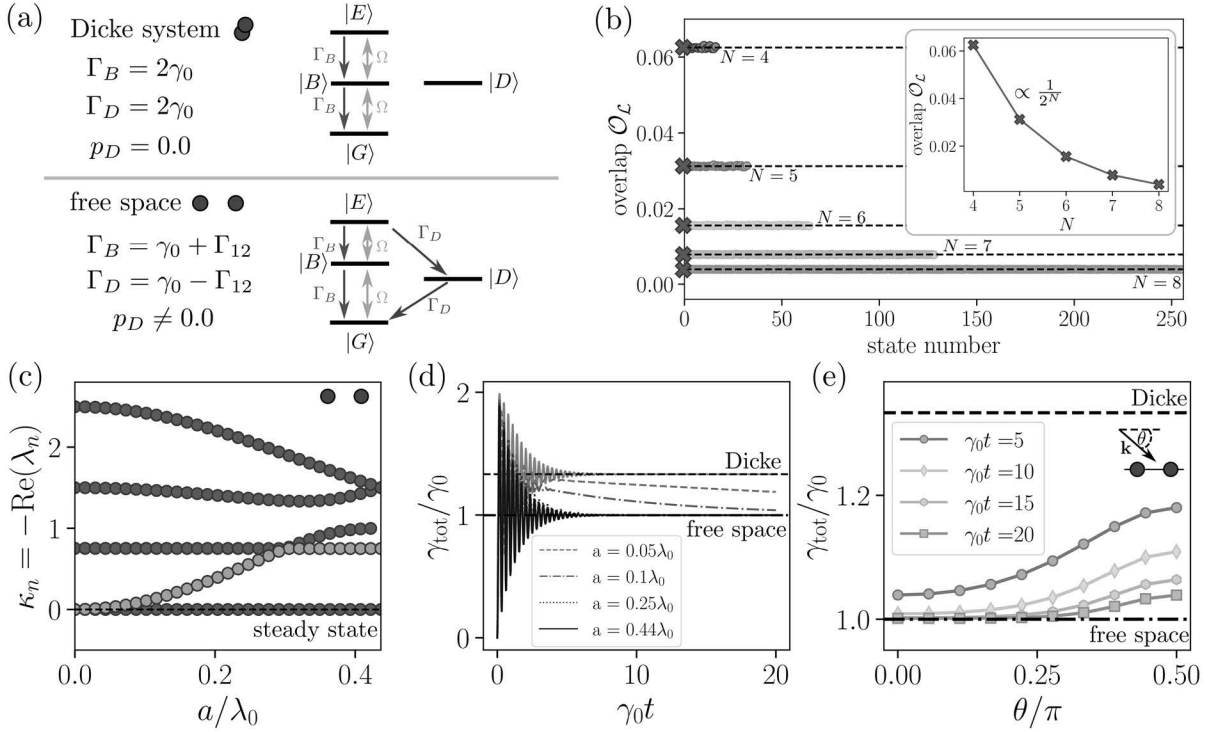 (a)
Dicke system
Γ_B = 2γ_0
Γ_D = 2γ_0
p_D = 0.0
|E⟩
Γ_B
Ω
|B⟩
|D⟩
Γ_B
Ω
|G⟩
free space
Γ_B = γ_0 + Γ_12
Γ_D = γ_0 − Γ_12
p_D ≠ 0.0
|E⟩
Γ_D
Γ_B
Ω
|B⟩
|D⟩
Γ_B
Ω
Γ_D
|G⟩
(b)
overlap O_L
0.06
0.04
0.02
0.00
N = 4
N = 5
N = 6
N = 7
N = 8
0
50
100
150
200
250
state number
overlap O_L
0.06
0.04
0.02
∝ 1/2^N
4
5
6
7
8
N
(c)
κ_n = −Re(λ_n)
2
1
0
steady state
0.0
0.2
0.4
a/λ_0
(d)
γ_tot/γ_0
2
1
0
Dicke
free space
a = 0.05λ_0
a = 0.1λ_0
a = 0.25λ_0
a = 0.44λ_0
0
10
20
γ_0t
(e)
γ_tot/γ_0
1.2
1.0
Dicke
γ_0t =5
γ_0t =10
γ_0t =15
γ_0t =20
k
θ
free space
0.00
0.25
0.50
θ/π